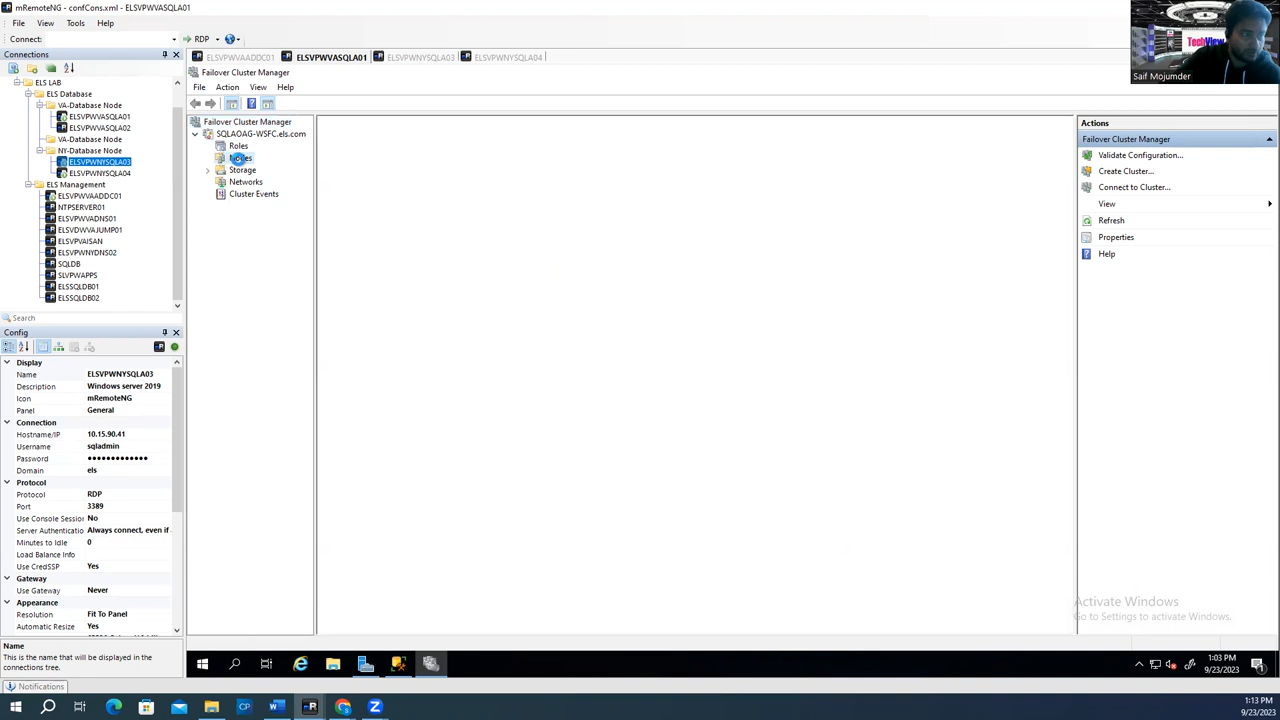 mRemoteNG - confCons.xml - ELSVPWVASQLA01
File View Tools Help
Connect: RDP
Connections
ELS LAB
ELS Database
VA-Database Node
ELSVPWVASQLA01
ELSVPWVASQLA02
VA-Database Node
NY-Database Node
ELSVPWNYSQLA03
ELSVPWNYSQLA04
ELS Management
ELSVPWVAADDC01
NTPSERVER01
ELSVPWVADNS01
ELSVDWVAJUMP01
ELSVPVAISAN
ELSVPWNYDNS02
SQLDB
SLVPWAPPS
ELSSQLDB01
ELSSQLDB02
Search
Config
Display
Name ELSVPWNYSQLA03
Description Windows server 2019
Icon mRemoteNG
Panel General
Connection
Hostname/IP 10.15.90.41
Username sqladmin
Password ●●●●●●●●●●●●●
Domain els
Protocol
Protocol RDP
Port 3389
Use Console Session No
Server Authenticatio Always connect, even if
Minutes to Idle 0
Load Balance Info
Use CredSSP Yes
Gateway
Use Gateway Never
Appearance
Resolution Fit To Panel
Automatic Resize Yes
Name
This is the name that will be displayed in the
connections tree.
Notifications
ELSVPWVAADDC01 ELSVPWVASQLA01 ELSVPWNYSQLA03 ELSVPWNYSQLA04
Failover Cluster Manager
File Action View Help
Failover Cluster Manager
SQLAOAG-WSFC.els.com
Roles
Nodes
Storage
Networks
Cluster Events
Actions
Failover Cluster Manager
Validate Configuration...
Create Cluster...
Connect to Cluster...
View
Refresh
Properties
Help
Activate Windows
Go to Settings to activate Windows.
TechView
Saif Mojumder
1:03 PM
9/23/2023
1:13 PM
9/23/2023